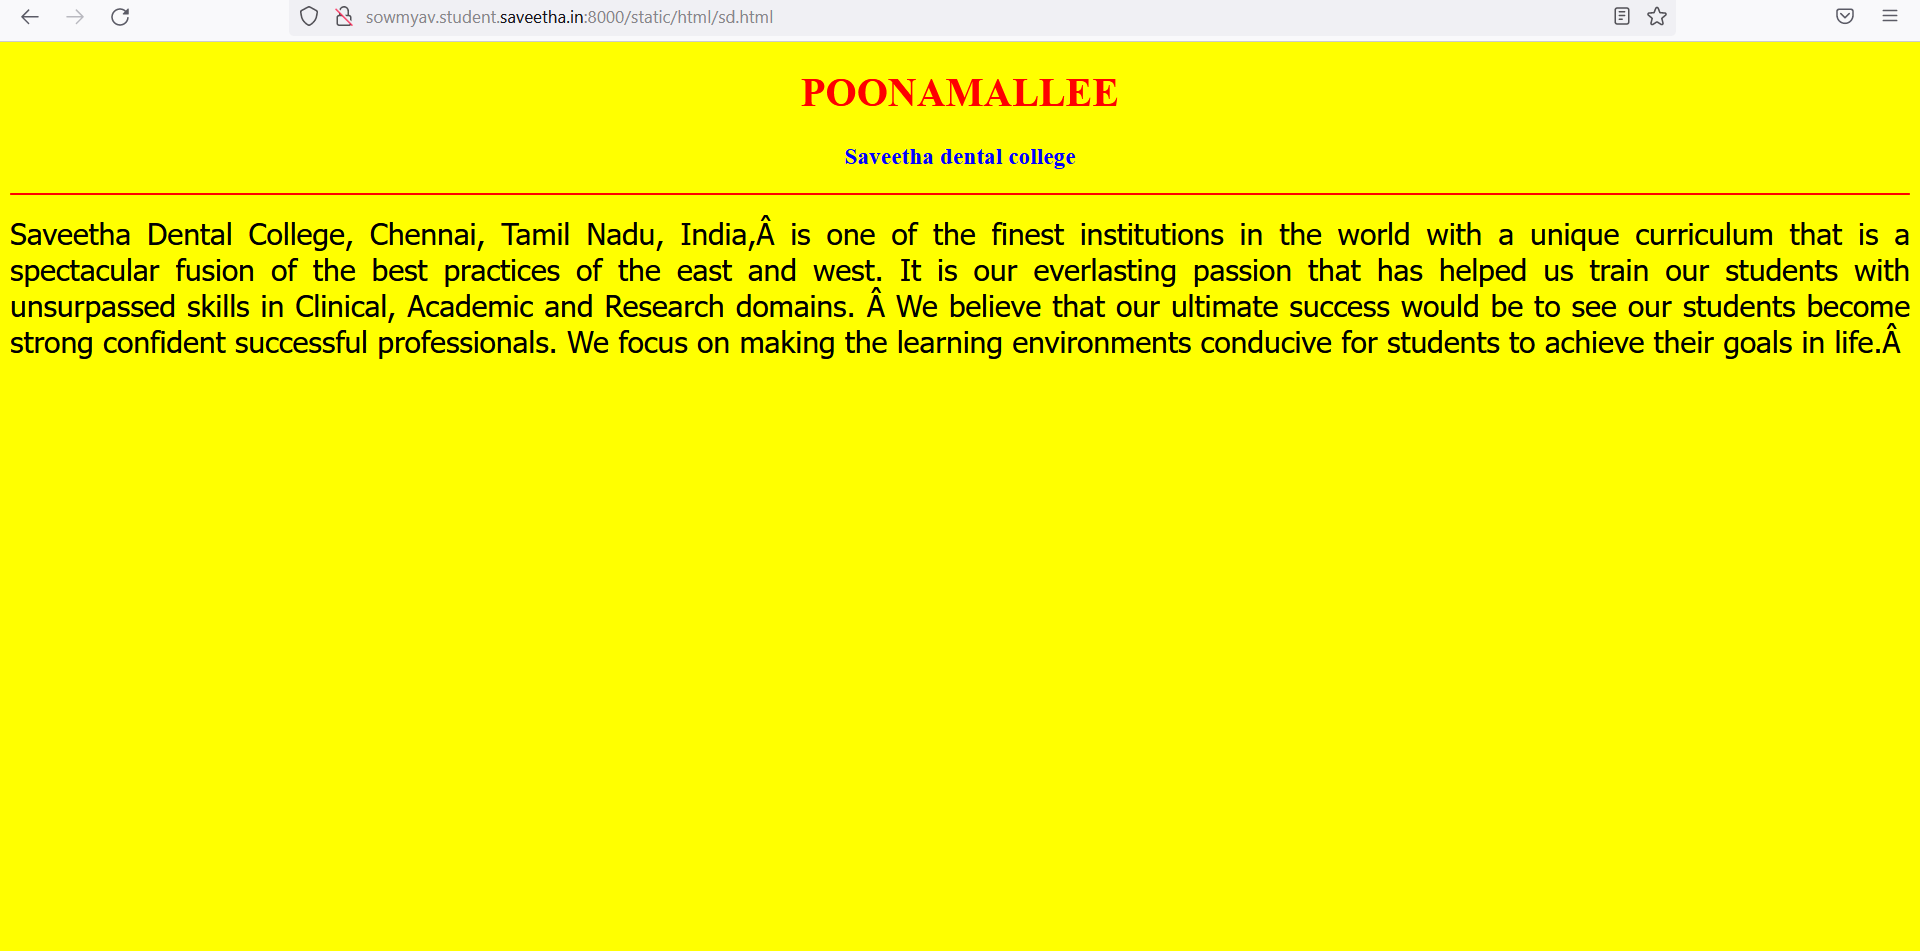 sowmyav.student.saveetha.in:8000/static/html/sd.html
POONAMALLEE
Saveetha dental college
Saveetha Dental College, Chennai, Tamil Nadu, India,Â is one of the finest institutions in the world with a unique curriculum that is a
spectacular fusion of the best practices of the east and west. It is our everlasting passion that has helped us train our students with
unsurpassed skills in Clinical, Academic and Research domains. Â We believe that our ultimate success would be to see our students become
strong confident successful professionals. We focus on making the learning environments conducive for students to achieve their goals in life.Â